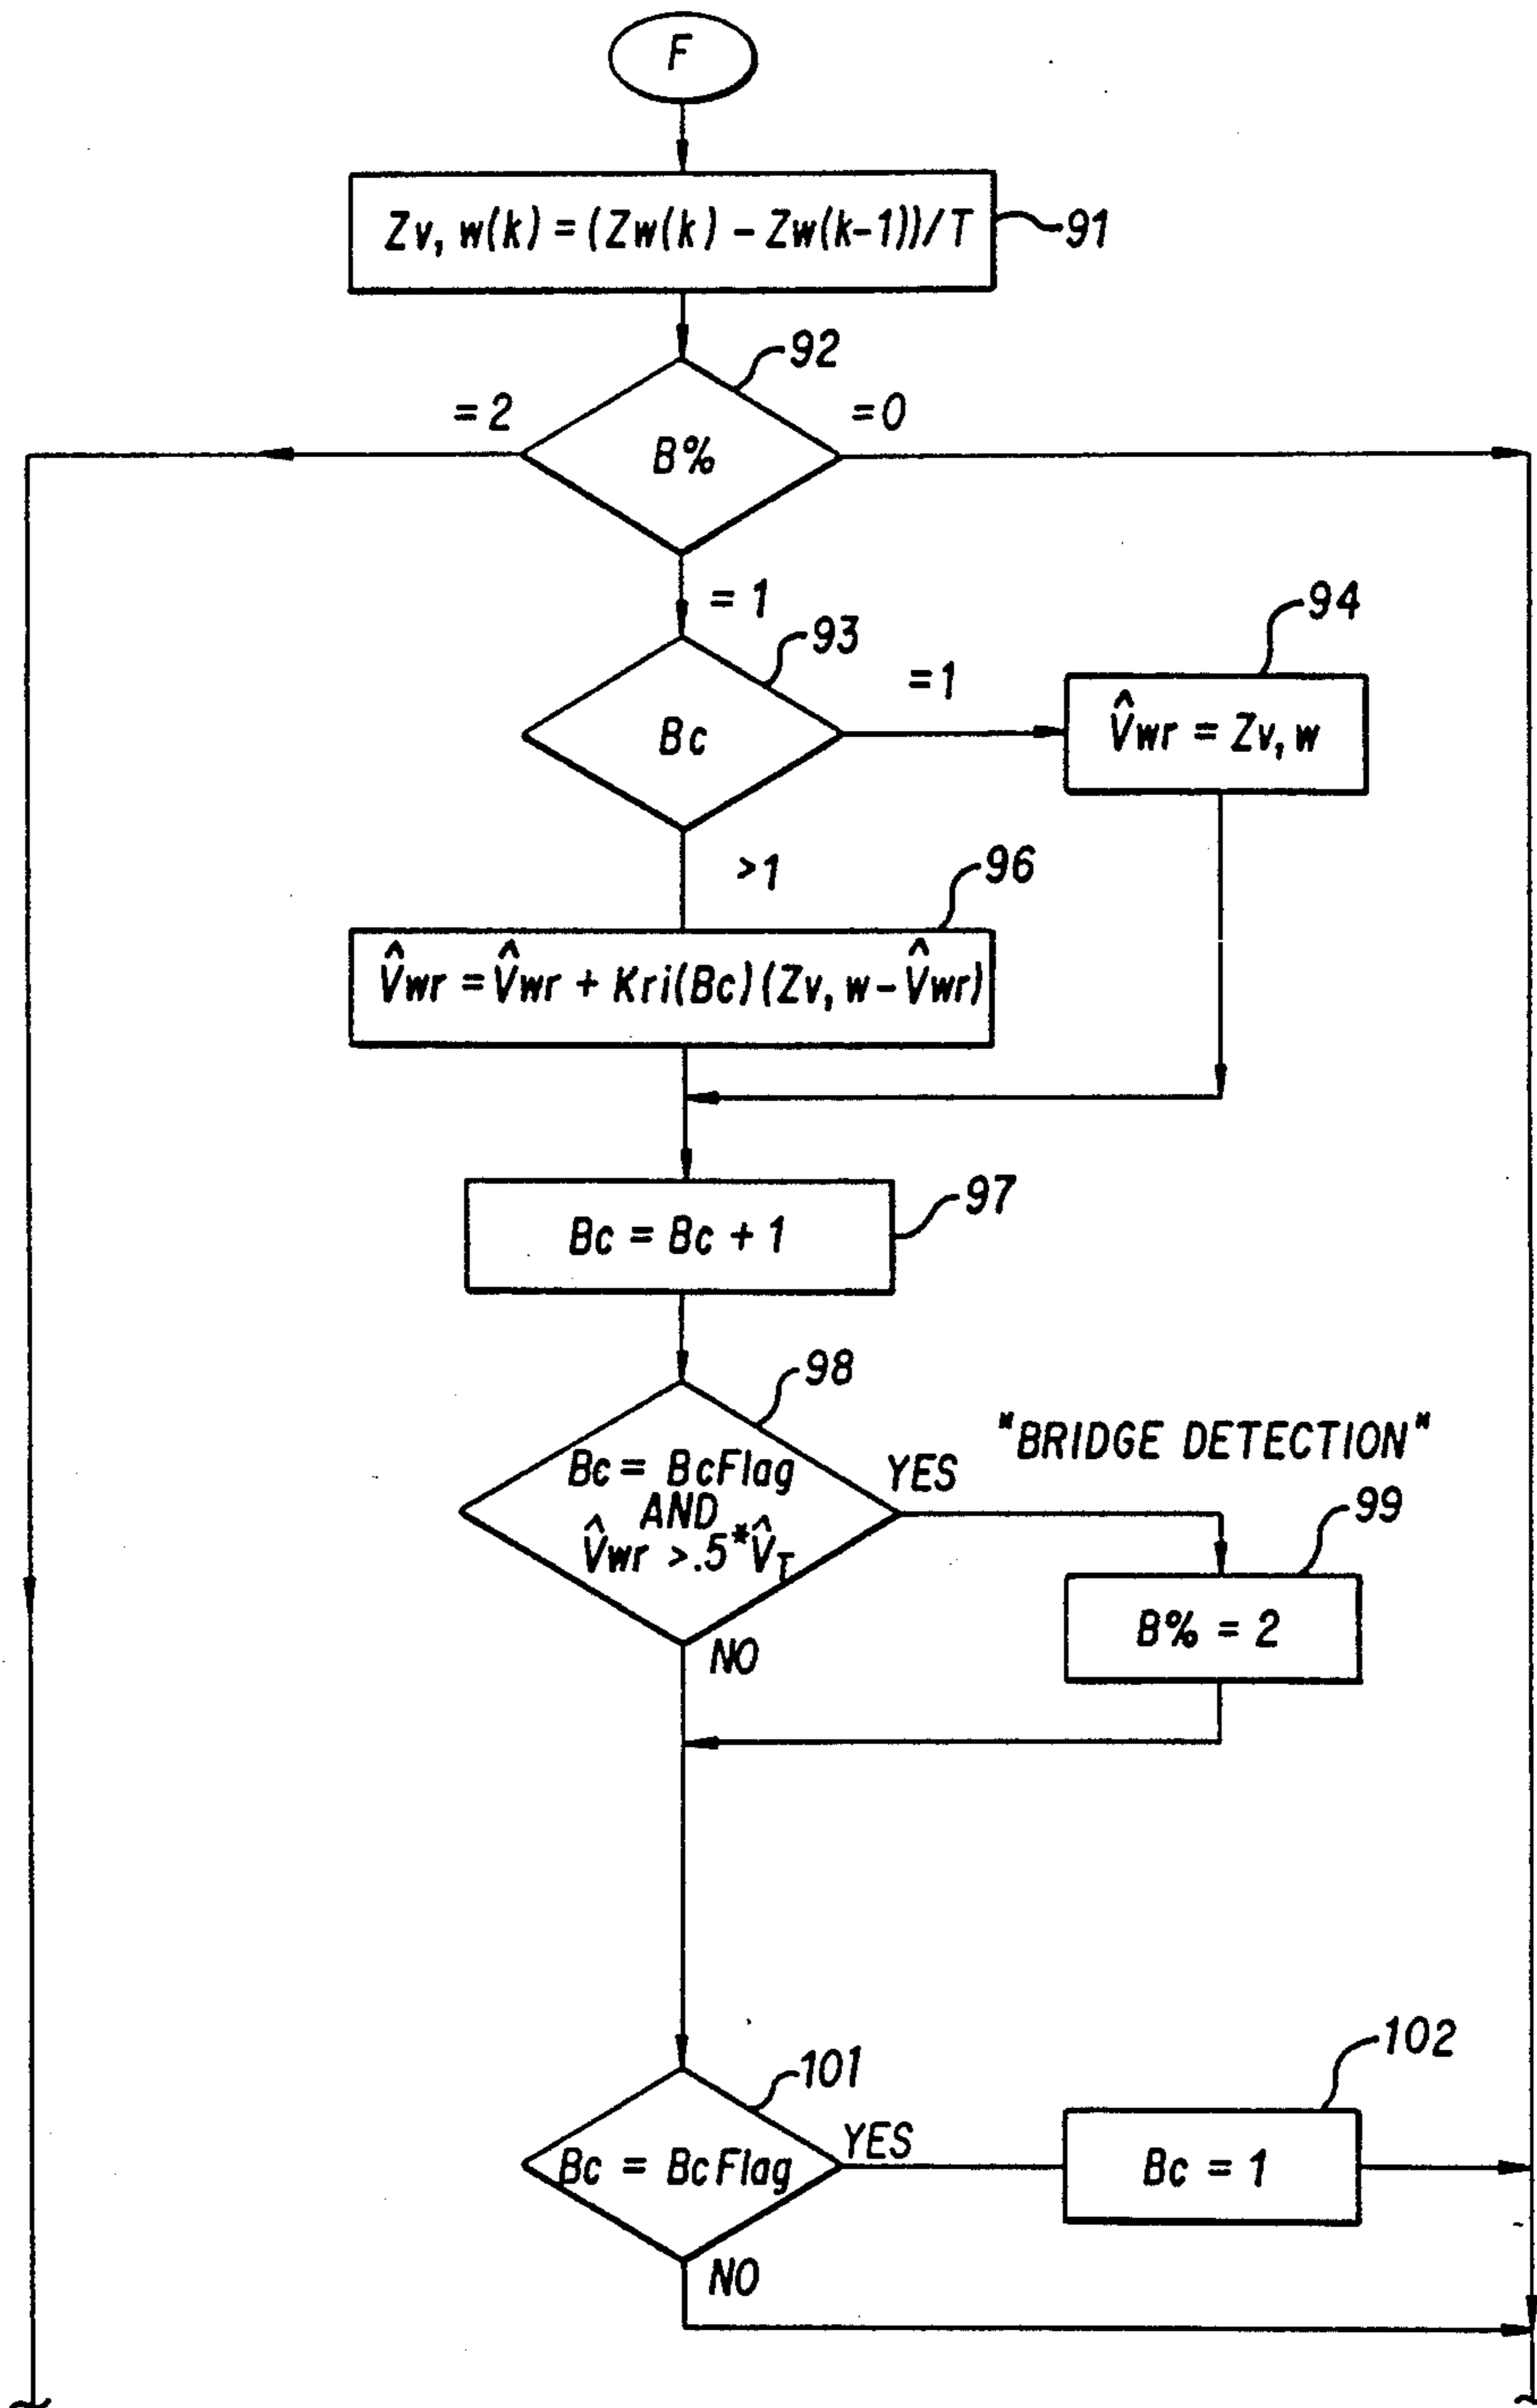 F
Zv, w(k) = (Zw(k) - Zw(k-1))/T
91
92
=2
=0
B%
=1
93
94
=1
Bc
V̂wr = Zv, w
>1
96
V̂wr = V̂wr + Kri(Bc)(Zv, w - V̂wr)
97
Bc = Bc + 1
98
"BRIDGE DETECTION"
Bc = BcFlag
YES
AND
99
V̂wr >.5*V̂T
B% = 2
NO
102
101
YES
Bc = BcFlag
Bc = 1
NO